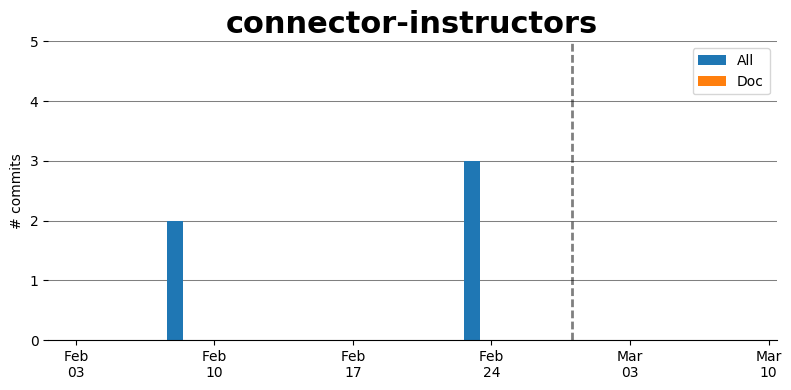 connector-instructors
5
4
3
2
1
0
# commits
All
Doc
Feb
03
Feb
10
Feb
17
Feb
24
Mar
03
Mar
10